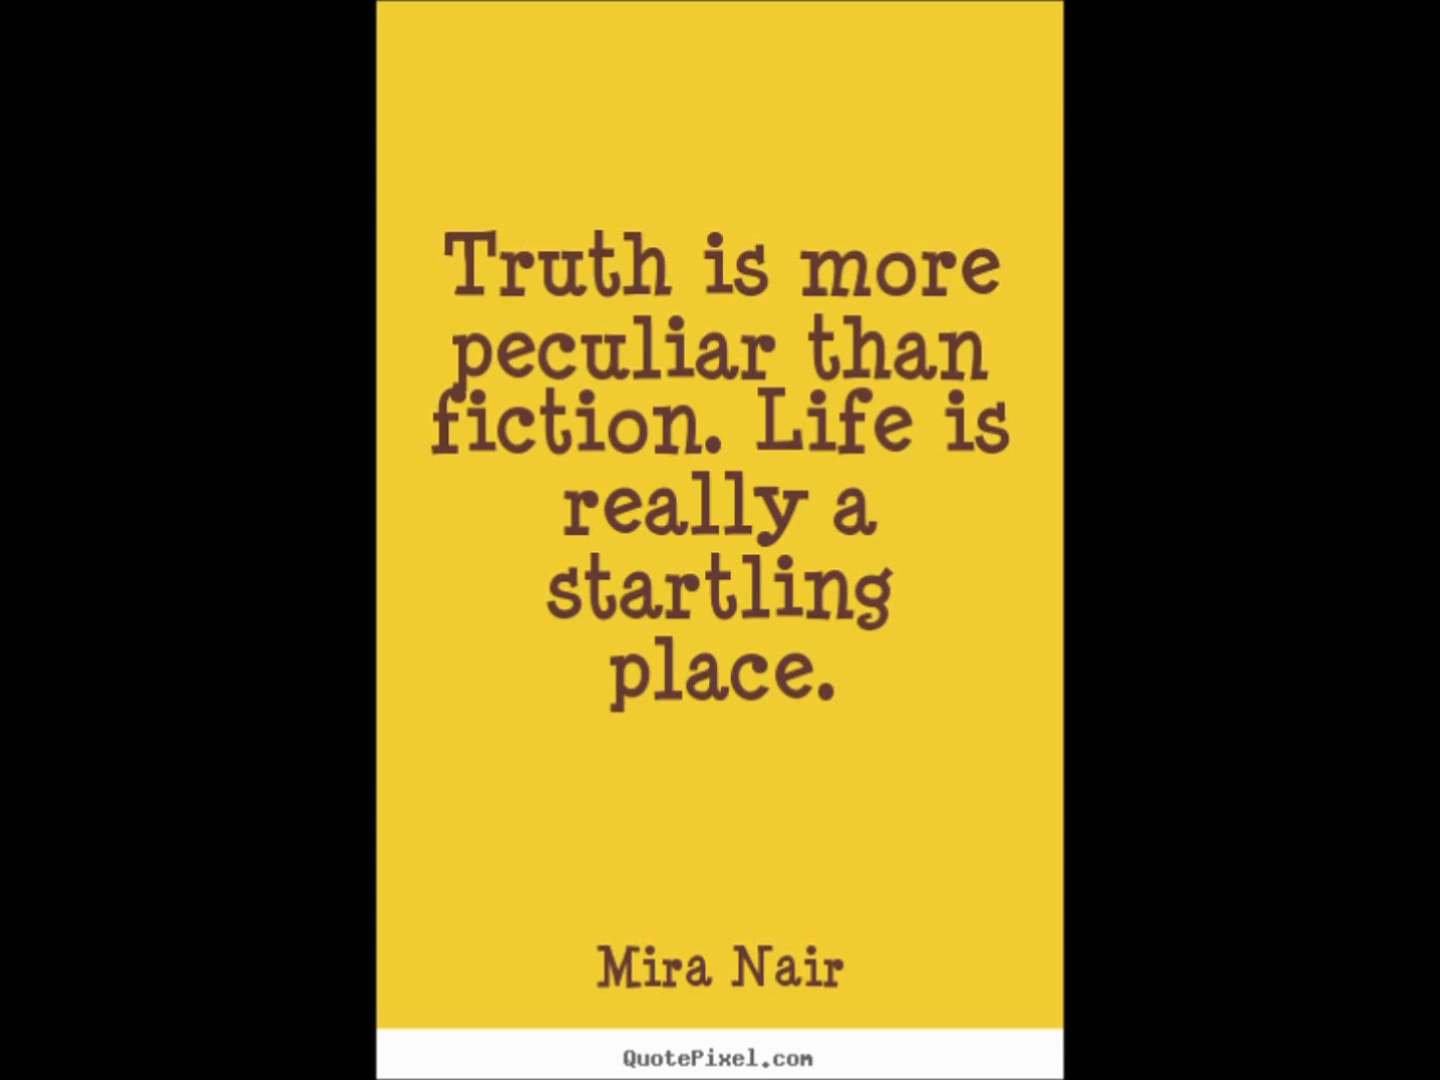 Truth is more
peculiar than
fiction. Life is
really a
startling
place.
Mira Nair
QuotePixel.com